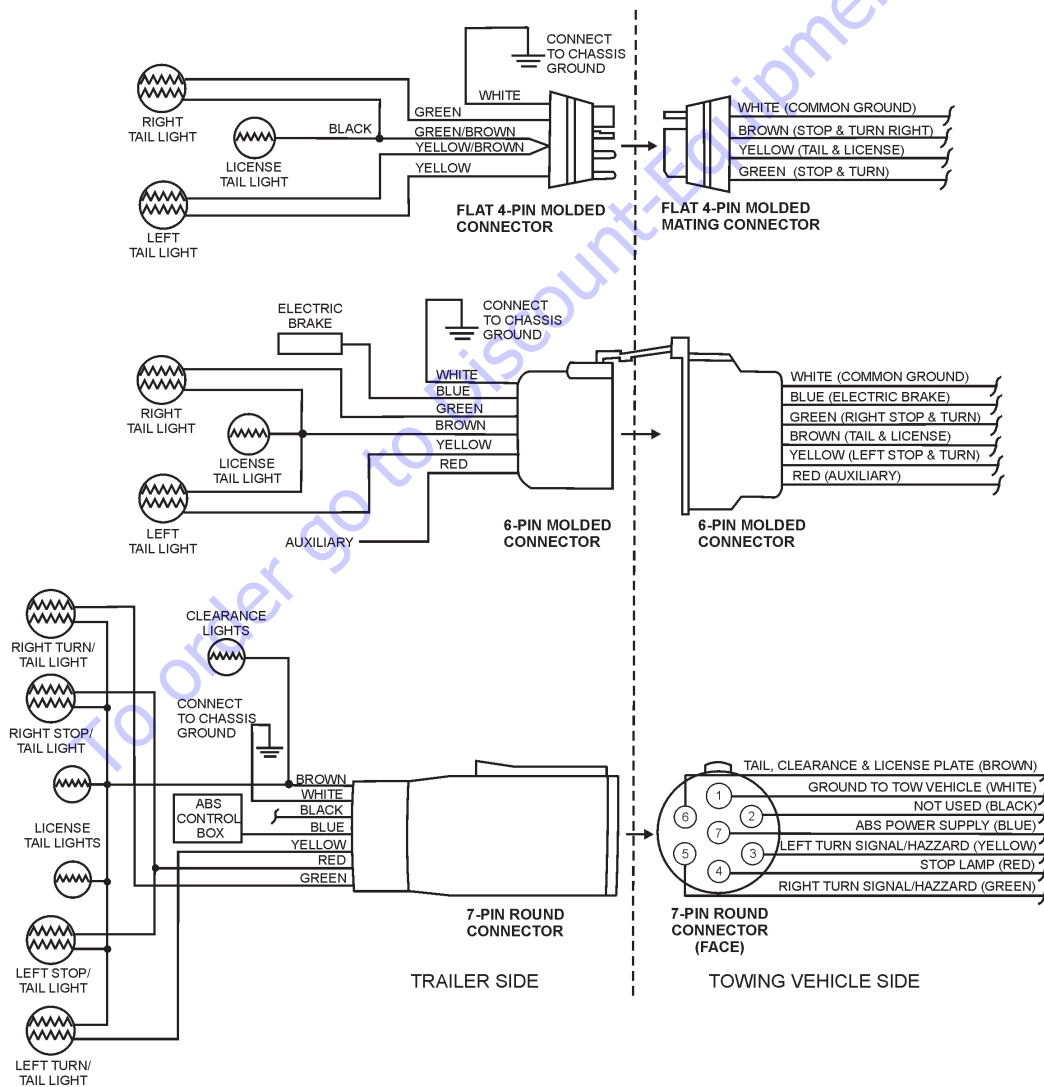 CONNECT
TO CHASSIS
GROUND
WHITE
GREEN
BLACK
GREEN/BROWN
YELLOW/BROWN
YELLOW
RIGHT
TAIL LIGHT
LICENSE
TAIL LIGHT
LEFT
TAIL LIGHT
FLAT 4-PIN MOLDED
CONNECTOR
WHITE (COMMON GROUND)
BROWN (STOP & TURN RIGHT)
YELLOW (TAIL & LICENSE)
GREEN (STOP & TURN)
FLAT 4-PIN MOLDED
MATING CONNECTOR
ELECTRIC
BRAKE
CONNECT
TO CHASSIS
GROUND
WHITE
BLUE
GREEN
BROWN
YELLOW
RED
RIGHT
TAIL LIGHT
LICENSE
TAIL LIGHT
LEFT
TAIL LIGHT
AUXILIARY
6-PIN MOLDED
CONNECTOR
WHITE (COMMON GROUND)
BLUE (ELECTRIC BRAKE)
GREEN (RIGHT STOP & TURN)
BROWN (TAIL & LICENSE)
YELLOW (LEFT STOP & TURN)
RED (AUXILIARY)
6-PIN MOLDED
CONNECTOR
RIGHT TURN/
TAIL LIGHT
RIGHT STOP/
TAIL LIGHT
LICENSE
TAIL LIGHTS
LEFT STOP/
TAIL LIGHT
LEFT TURN/
TAIL LIGHT
CLEARANCE
LIGHTS
CONNECT
TO CHASSIS
GROUND
ABS
CONTROL
BOX
BROWN
WHITE
BLACK
BLUE
YELLOW
RED
GREEN
7-PIN ROUND
CONNECTOR
TAIL, CLEARANCE & LICENSE PLATE (BROWN)
GROUND TO TOW VEHICLE (WHITE)
NOT USED (BLACK)
ABS POWER SUPPLY (BLUE)
LEFT TURN SIGNAL/HAZZARD (YELLOW)
STOP LAMP (RED)
RIGHT TURN SIGNAL/HAZZARD (GREEN)
1
2
3
4
5
6
7
7-PIN ROUND
CONNECTOR
(FACE)
TRAILER SIDE
TOWING VEHICLE SIDE
To order go to Discount-Equipment